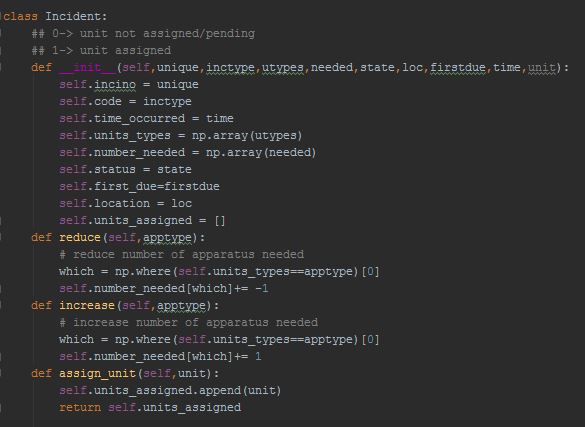 class Incident:
    ## 0-> unit not assigned/pending
    ## 1-> unit assigned
    def __init__(self,unique,inctype,utypes,needed,state,loc,firstdue,time,unit):
        self.incino = unique
        self.code = inctype
        self.time_occurred = time
        self.units_types = np.array(utypes)
        self.number_needed = np.array(needed)
        self.status = state
        self.first_due=firstdue
        self.location = loc
        self.units_assigned = []
    def reduce(self,apptype):
        # reduce number of apparatus needed
        which = np.where(self.units_types==apptype)[0]
        self.number_needed[which]+= -1
    def increase(self,apptype):
        # increase number of apparatus needed
        which = np.where(self.units_types==apptype)[0]
        self.number_needed[which]+= 1
    def assign_unit(self,unit):
        self.units_assigned.append(unit)
        return self.units_assigned